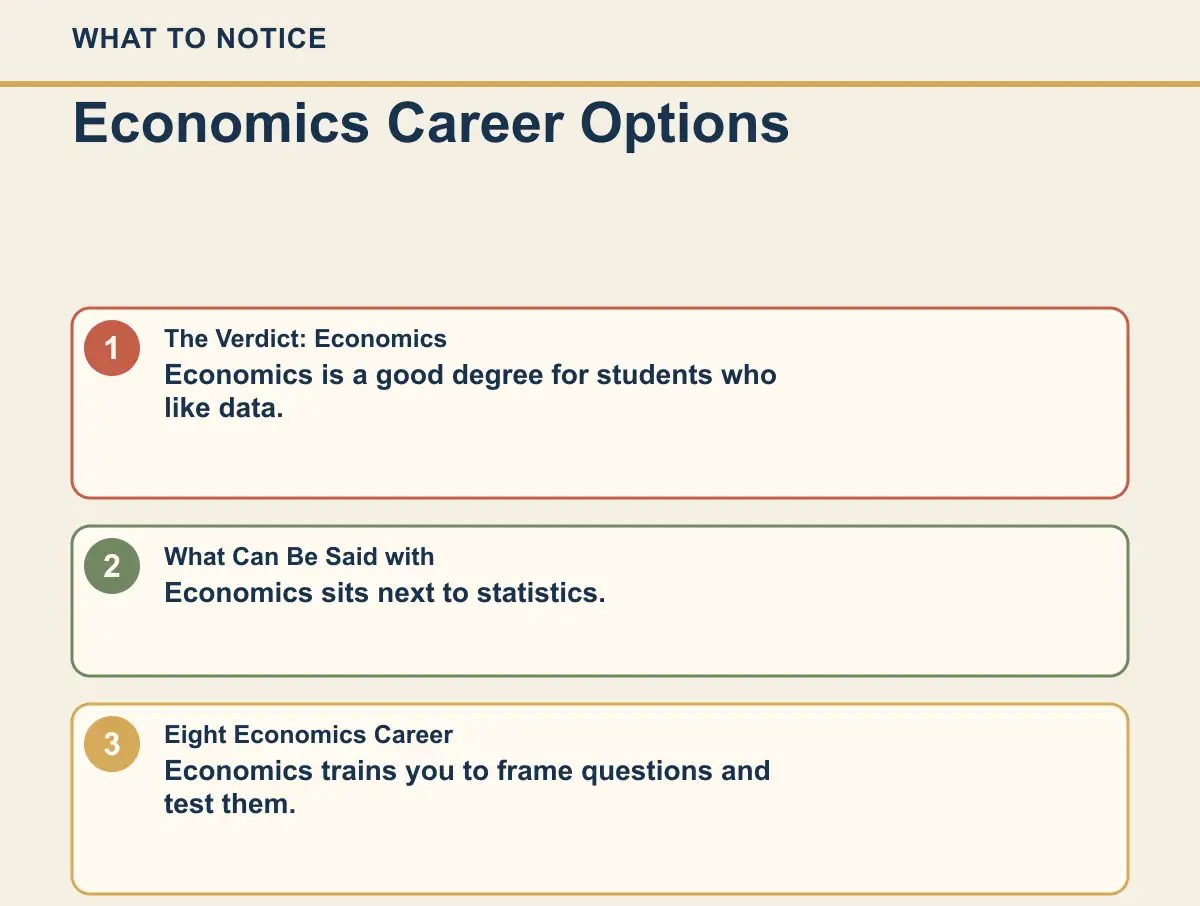 WHAT TO NOTICE
Economics Career Options
1
The Verdict: Economics
Economics is a good degree for students who
like data.
2
What Can Be Said with
Economics sits next to statistics.
3
Eight Economics Career
Economics trains you to frame questions and
test them.